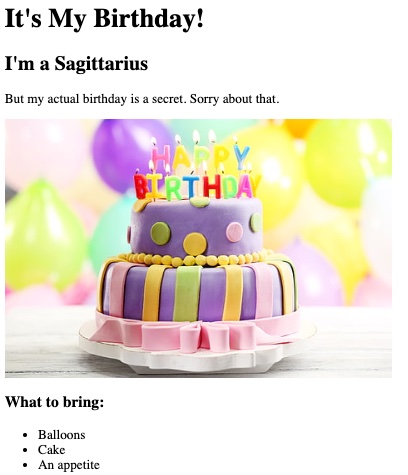 It's My Birthday!
I'm a Sagittarius
But my actual birthday is a secret. Sorry about that.
HAPPY
BIRTHDAY
What to bring:
Balloons
Cake
An appetite